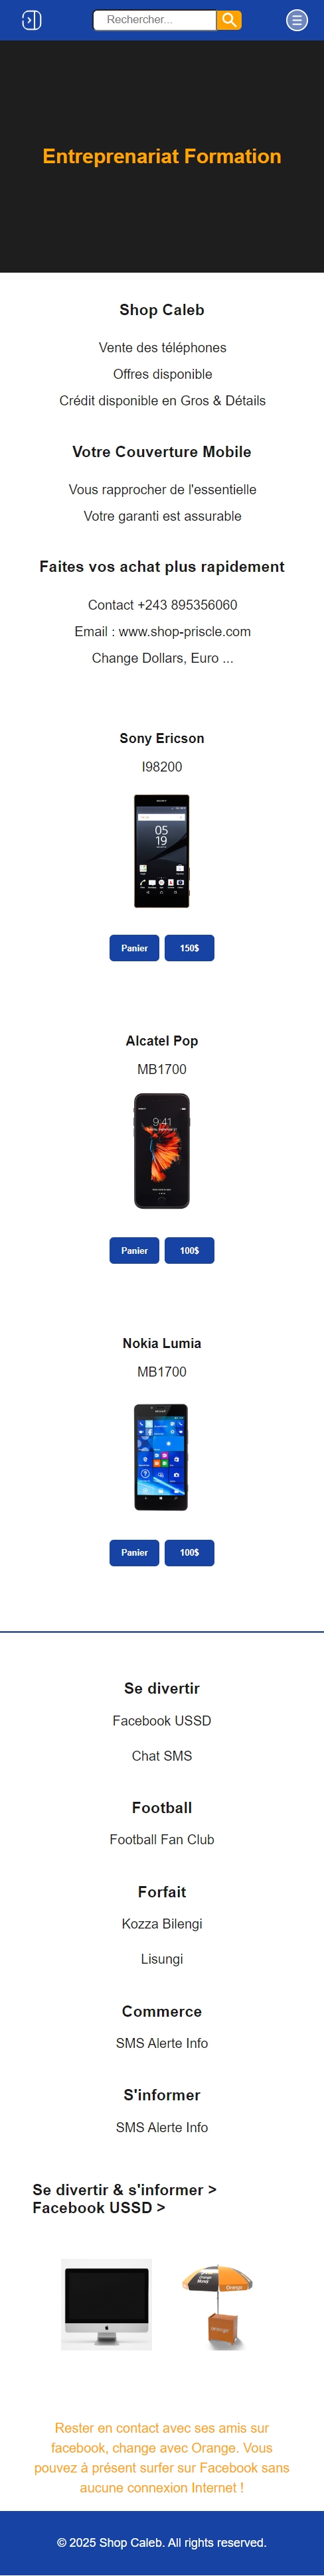 Rechercher...
Entreprenariat Formation
Shop Caleb
Vente des téléphones
Offres disponible
Crédit disponible en Gros & Détails
Votre Couverture Mobile
Vous rapprocher de l'essentielle
Votre garanti est assurable
Faites vos achat plus rapidement
Contact +243 895356060
Email : www.shop-priscle.com
Change Dollars, Euro ...
Sony Ericson
I98200
SONY
05
19
Panier 150$
Alcatel Pop
MB1700
9:41
Panier 100$
Nokia Lumia
MB1700
Panier 100$
Se divertir
Facebook USSD
Chat SMS
Football
Football Fan Club
Forfait
Kozza Bilengi
Lisungi
Commerce
SMS Alerte Info
S'informer
SMS Alerte Info
Se divertir & s'informer >
Facebook USSD >
Orange
orange
Rester en contact avec ses amis sur
facebook, change avec Orange. Vous
pouvez à présent surfer sur Facebook sans
aucune connexion Internet !
© 2025 Shop Caleb. All rights reserved.